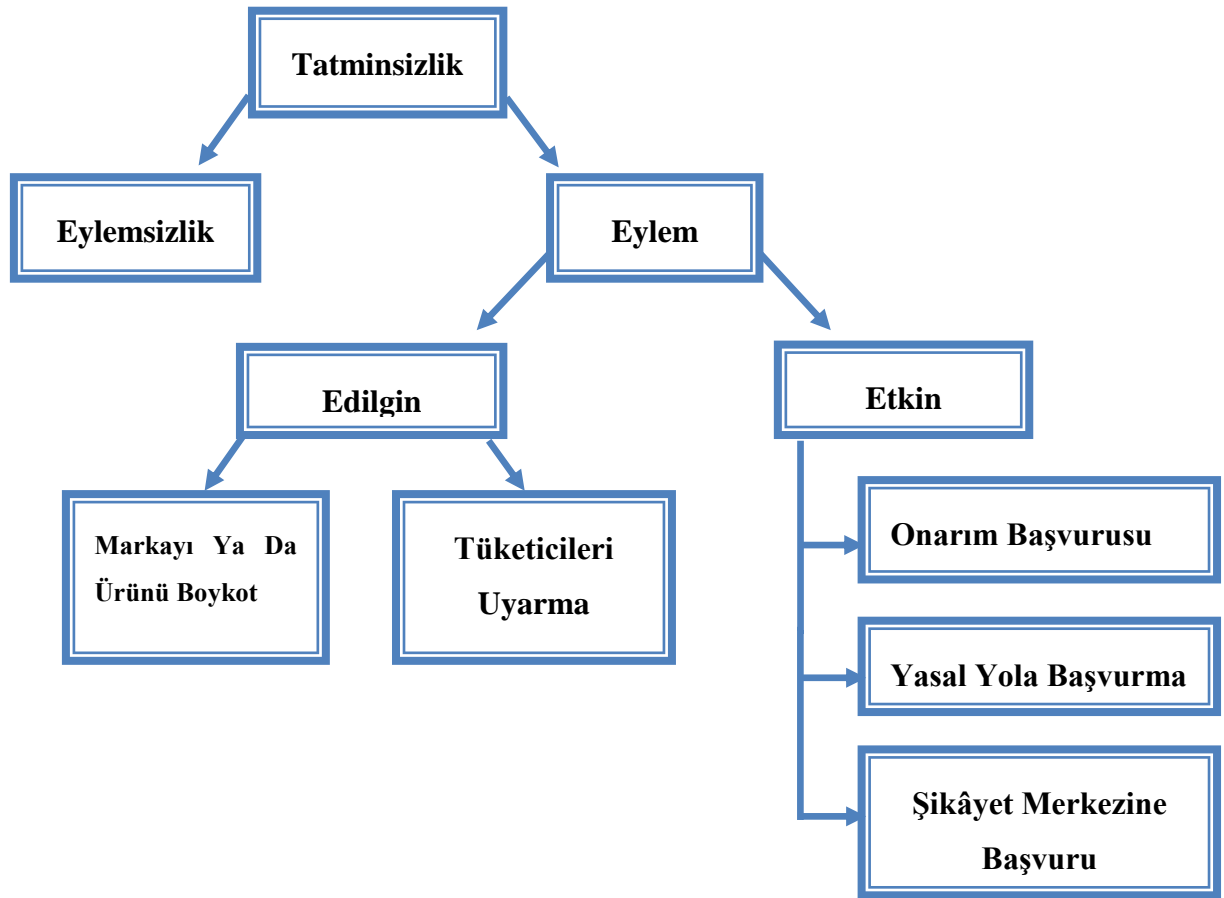 Tatminsizlik
Eylemsizlik
Eylem
Edilgin
Etkin
Markayı Ya Da
Ürünü Boykot
Tüketicileri
Uyarma
Onarım Başvurusu
Yasal Yola Başvurma
Şikâyet Merkezine
Başvuru